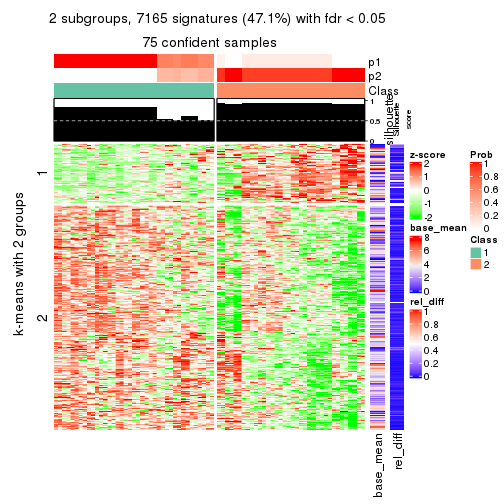 2 subgroups, 7165 signatures (47.1%) with fdr < 0.05
75 confident samples
p1
p2
Class
1
0.5
0
silhouette
Silhouette
score
k-means with 2 groups
1
2
base_mean
rel_diff
z-score
2
1
0
-1
-2
base_mean
8
6
4
2
0
rel_diff
1
0.8
0.6
0.4
0.2
0
Prob
1
0.8
0.6
0.4
0.2
0
Class
1
2